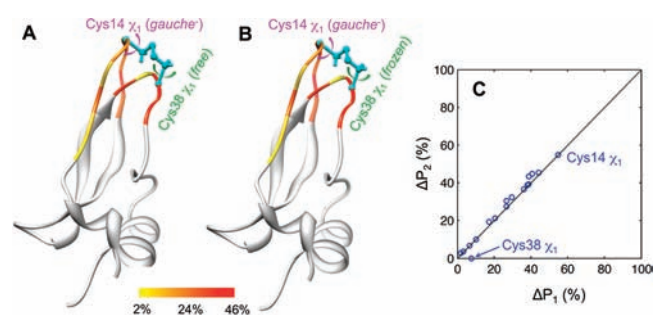 A
Cys14 χ₁ (gauche⁻)
Cys38 χ₁ (free)
B
Cys14 χ₁ (gauche⁻)
Cys38 χ₁ (frozen)
2% 24% 46%
C
100
80
60
40
20
0
ΔP₂ (%)
Cys14 χ₁
Cys38 χ₁
0 20 40 60 80 100
ΔP₁ (%)